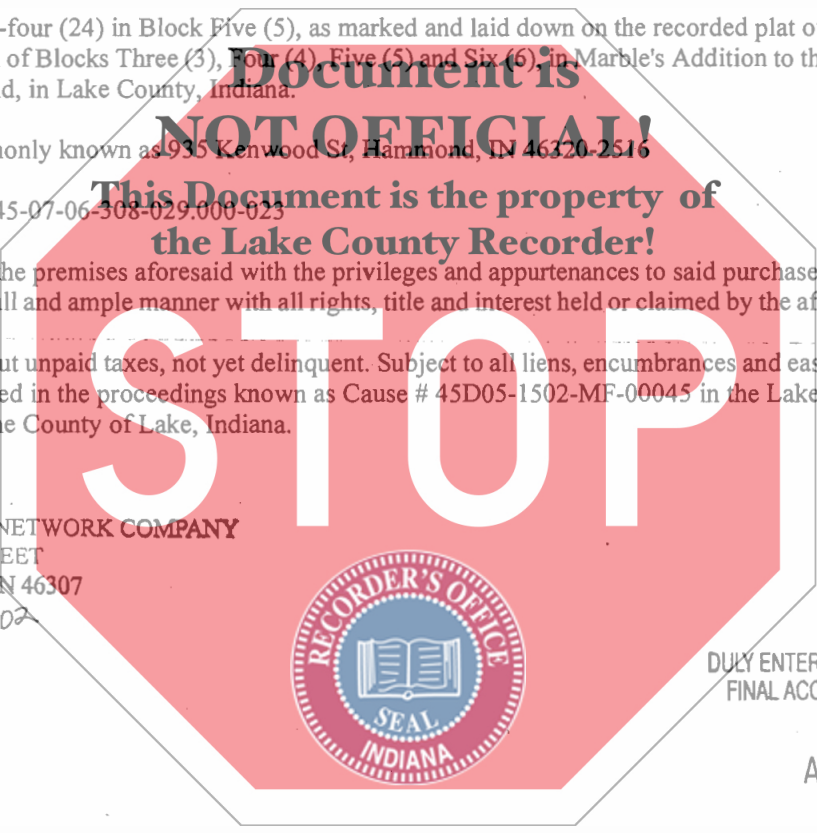 -four (24) in Block Five (5), as marked and laid down on the recorded plat o
of Blocks Three (3), Four (4), Five (5) and Six (6), in Marble's Addition to th
d, in Lake County, Indiana.
Document is
NOT OFFICIAL!
only known as 935 Kenwood St, Hammond, IN 46320-2516
This Document is the property of
45-07-06-308-029.000-023
the Lake County Recorder!
he premises aforesaid with the privileges and appurtenances to said purchase
ll and ample manner with all rights, title and interest held or claimed by the af
STOP
ut unpaid taxes, not yet delinquent. Subject to all liens, encumbrances and eas
ed in the proceedings known as Cause # 45D05-1502-MF-00045 in the Lake
e County of Lake, Indiana.
NETWORK COMPANY
EET
N 46307
02
RECORDER'S OFFICE
SEAL
INDIANA
DULY ENTER
FINAL ACC
A